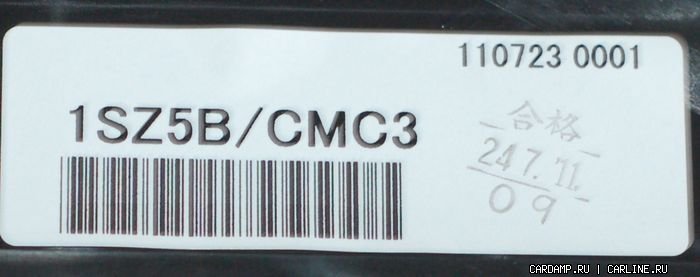 110723 0001
1SZ5B/CMC3
合格
247.11.
09
CARDAMP.RU | CARLINE.RU